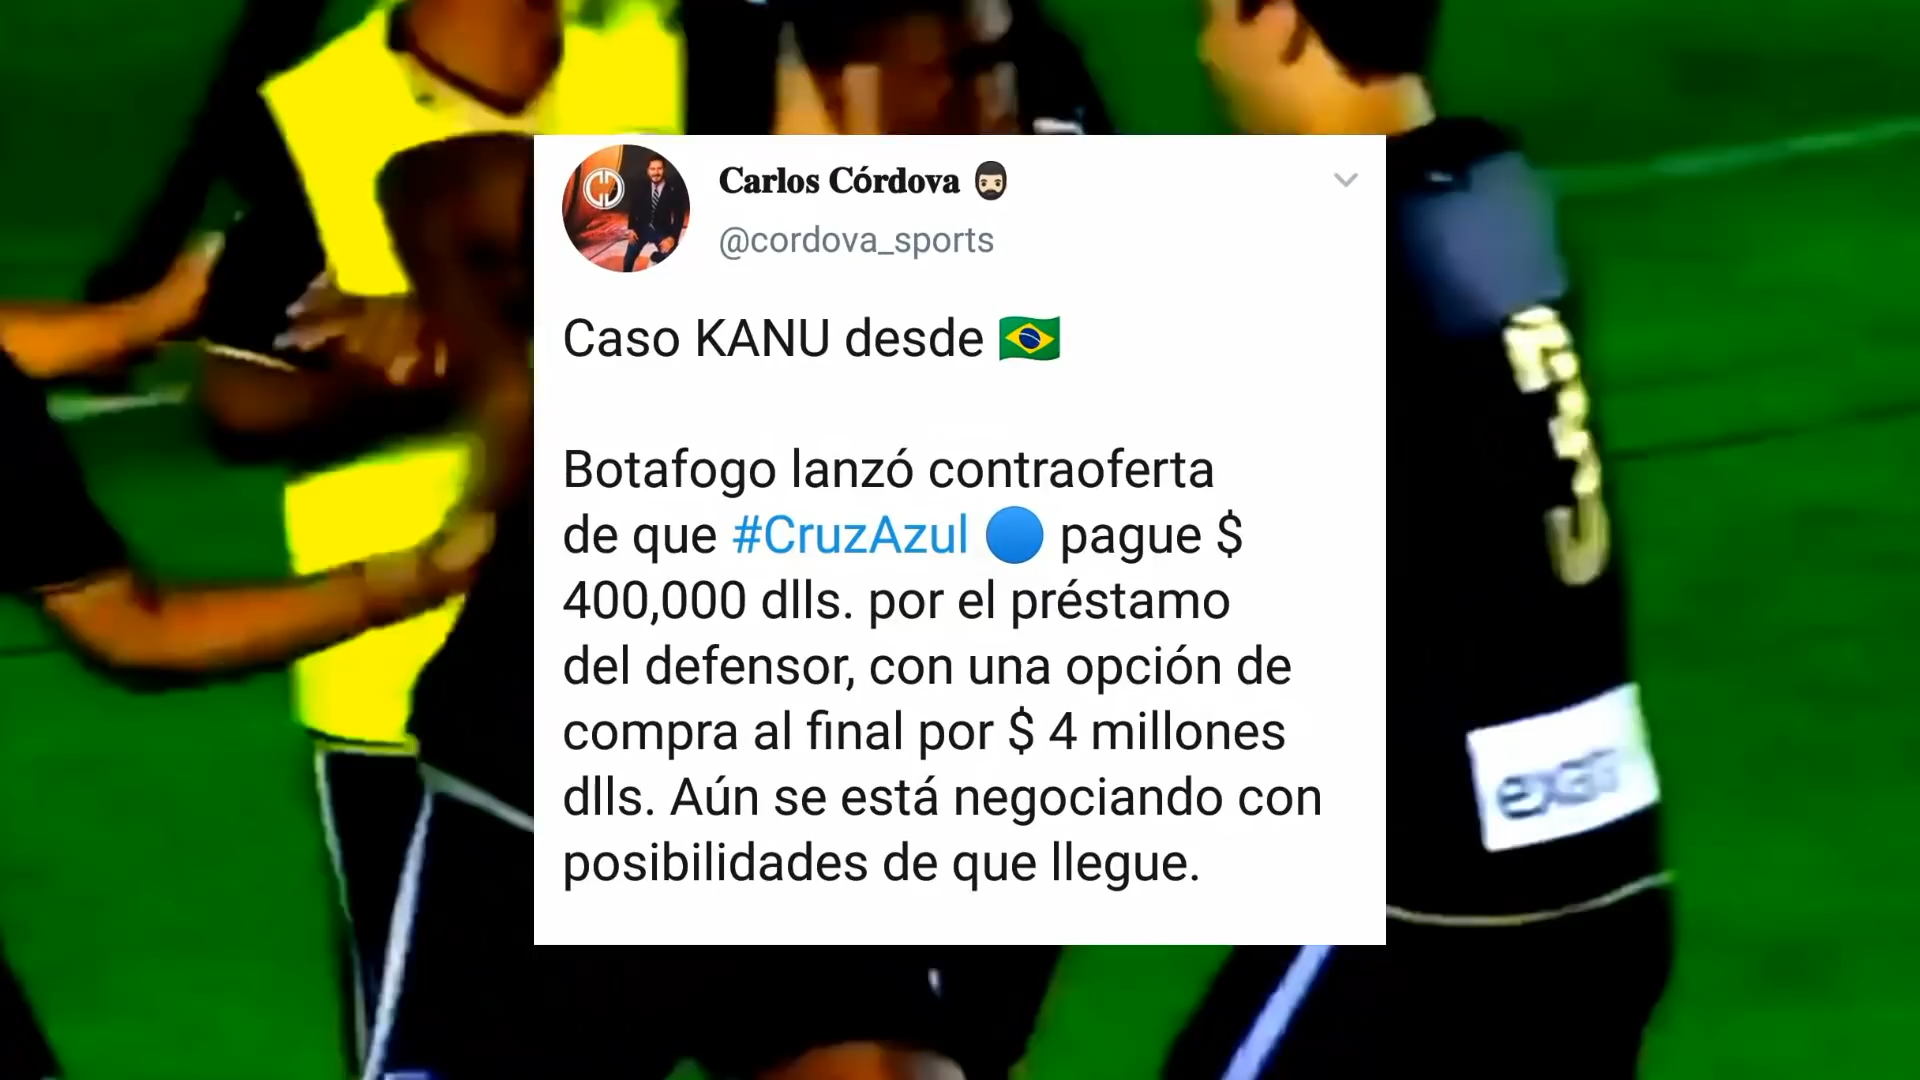 Carlos Córdova 🧔🏻
@cordova_sports
Caso KANU desde 🇧🇷
Botafogo lanzó contraoferta
de que #CruzAzul 🔵 pague $
400,000 dlls. por el préstamo
del defensor, con una opción de
compra al final por $ 4 millones
dlls. Aún se está negociando con
posibilidades de que llegue.